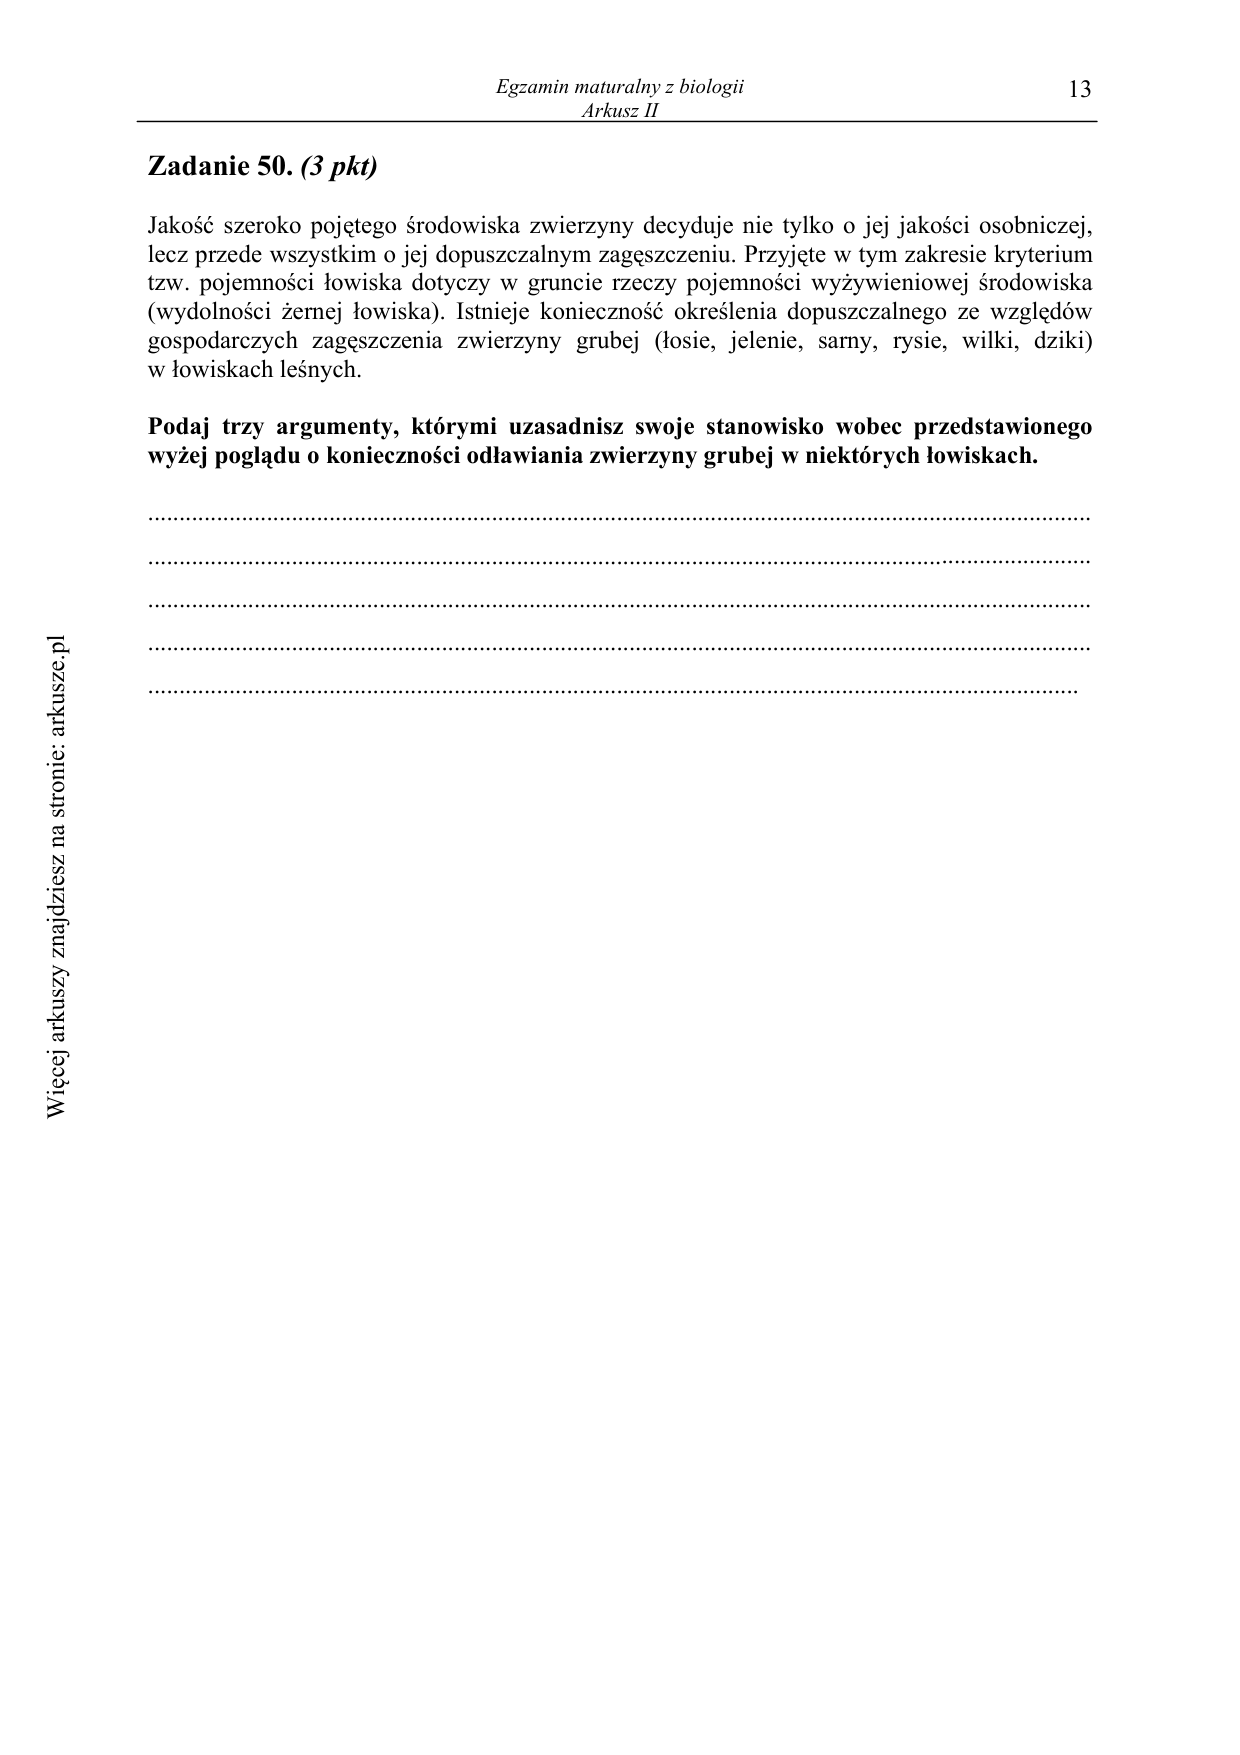 Egzamin maturalny z biologii
Arkusz II
13
Zadanie 50. (3 pkt)
Jakość szeroko pojętego środowiska zwierzyny decyduje nie tylko o jej jakości osobniczej,
lecz przede wszystkim o jej dopuszczalnym zagęszczeniu. Przyjęte w tym zakresie kryterium
tzw. pojemności łowiska dotyczy w gruncie rzeczy pojemności wyżywieniowej środowiska
(wydolności żernej łowiska). Istnieje konieczność określenia dopuszczalnego ze względów
gospodarczych zagęszczenia zwierzyny grubej (łosie, jelenie, sarny, rysie, wilki, dziki)
w łowiskach leśnych.
Podaj trzy argumenty, którymi uzasadnisz swoje stanowisko wobec przedstawionego
wyżej poglądu o konieczności odławiania zwierzyny grubej w niektórych łowiskach.
Więcej arkuszy znajdziesz na stronie: arkusze.pl